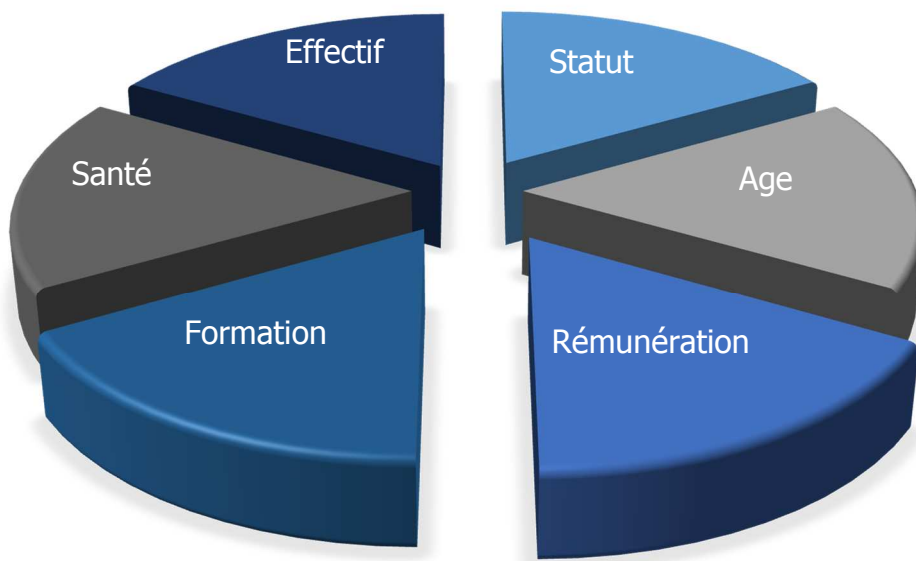 Effectif
Statut
Santé
Age
Formation
Rémunération